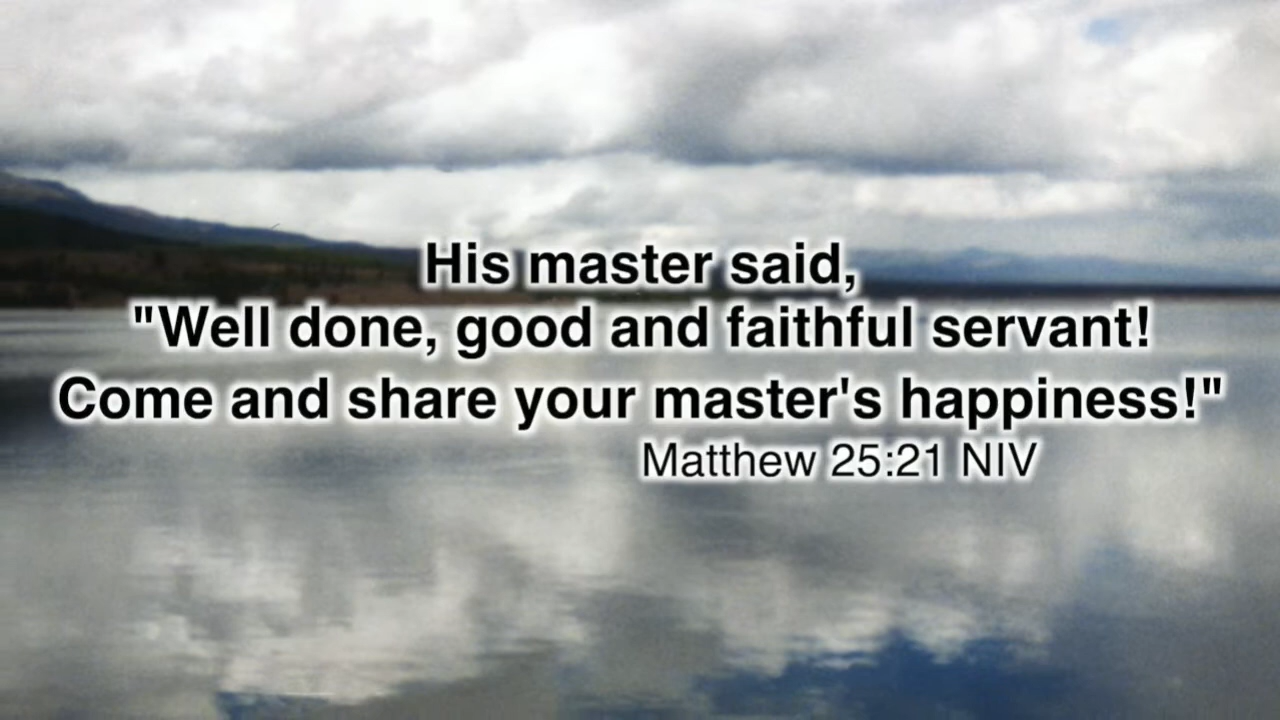 His master said,
"Well done, good and faithful servant!
Come and share your master's happiness!"
Matthew 25:21 NIV